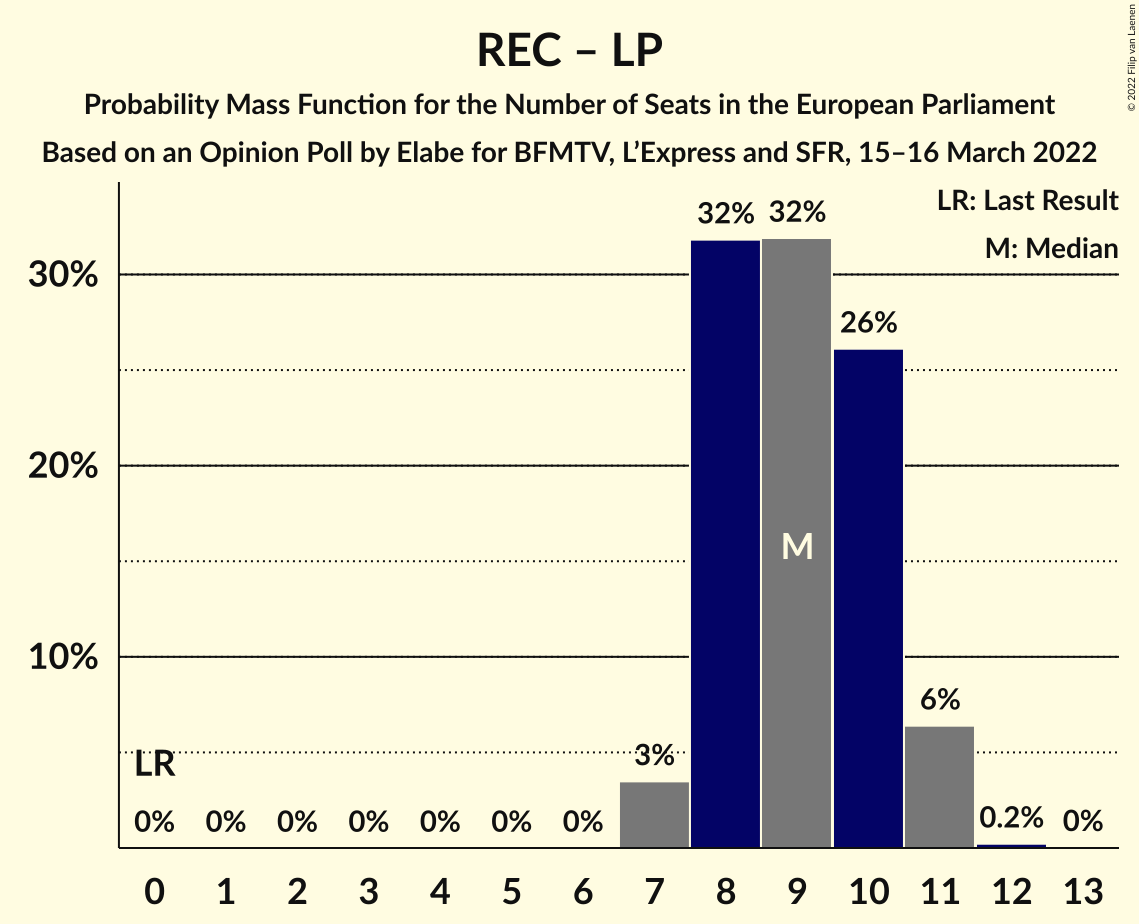 REC – LP
Probability Mass Function for the Number of Seats in the European Parliament
Based on an Opinion Poll by Elabe for BFMTV, L’Express and SFR, 15–16 March 2022
© 2022 Filip van Laenen
LR: Last Result
M: Median
30%
20%
10%
LR
0% 0% 0% 0% 0% 0% 0% 3% 32% 32% 26% 6% 0.2% 0%
M
0 1 2 3 4 5 6 7 8 9 10 11 12 13